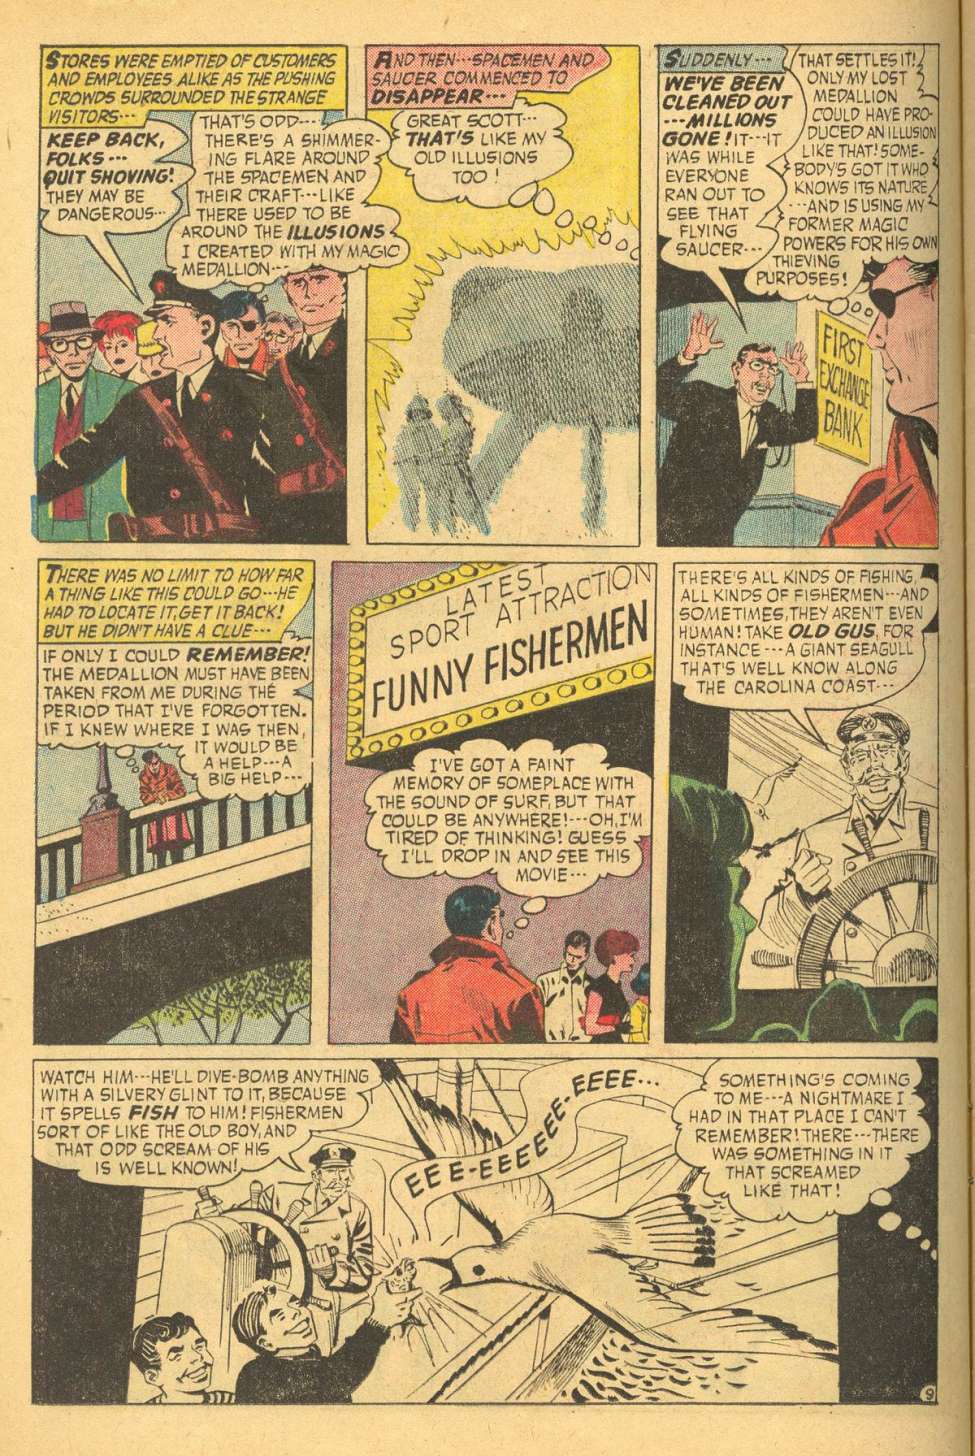 STORES WERE EMPTIED OF CUSTOMERS
AND EMPLOYEES ALIKE AS THE PUSHING
CROWDS SURROUNDED THE STRANGE
VISITORS---
KEEP BACK,
FOLKS---
QUIT SHOVING!
THEY MAY BE
DANGEROUS---
THAT'S ODD---
THERE'S A SHIMMER-
ING FLARE AROUND
THE SPACEMEN AND
THEIR CRAFT---LIKE
THERE USED TO BE
AROUND THE ILLUSIONS
I CREATED WITH MY MAGIC
MEDALLION---
AND THEN---SPACEMEN AND
SAUCER COMMENCED TO
DISAPPEAR---
GREAT SCOTT---
THAT'S LIKE MY
OLD ILLUSIONS
TOO!
SUDDENLY---
WE'VE BEEN
CLEANED OUT
---MILLIONS
GONE! IT---IT
WAS WHILE
EVERYONE
RAN OUT TO
SEE THAT
FLYING
SAUCER---
THAT SETTLES IT!
ONLY MY LOST
MEDALLION
COULD HAVE PRO-
DUCED AN ILLUSION
LIKE THAT! SOME-
BODY'S GOT IT WHO
KNOWS ITS NATURE
---AND IS USING MY
FORMER MAGIC
POWERS FOR HIS OWN
THIEVING
PURPOSES!
FIRST
EXCHANGE
BANK
THERE WAS NO LIMIT TO HOW FAR
A THING LIKE THIS COULD GO---HE
HAD TO LOCATE IT, GET IT BACK!
BUT HE DIDN'T HAVE A CLUE---
IF ONLY I COULD REMEMBER!
THE MEDALLION MUST HAVE BEEN
TAKEN FROM ME DURING THE
PERIOD THAT I'VE FORGOTTEN.
IF I KNEW WHERE I WAS THEN,
IT WOULD BE
A HELP---A
BIG HELP---
LATEST
SPORT ATTRACTION
FUNNY FISHERMEN
I'VE GOT A FAINT
MEMORY OF SOMEPLACE WITH
THE SOUND OF SURF, BUT THAT
COULD BE ANYWHERE!---OH, I'M
TIRED OF THINKING! GUESS
I'LL DROP IN AND SEE THIS
MOVIE---
THERE'S ALL KINDS OF FISHING,
ALL KINDS OF FISHERMEN---AND
SOMETIMES, THEY AREN'T EVEN
HUMAN! TAKE OLD GUS, FOR
INSTANCE---A GIANT SEAGULL
THAT'S WELL KNOW ALONG
THE CAROLINA COAST---
WATCH HIM---HE'LL DIVE-BOMB ANYTHING
WITH A SILVERY GLINT TO IT, BECAUSE
IT SPELLS FISH TO HIM! FISHERMEN
SORT OF LIKE THE OLD BOY, AND
THAT ODD SCREAM OF HIS
IS WELL KNOWN!
EEE-EEEEEEE-EEEE...
SOMETHING'S COMING
TO ME---A NIGHTMARE I
HAD IN THAT PLACE I CAN'T
REMEMBER! THERE---THERE
WAS SOMETHING IN IT
THAT SCREAMED
LIKE THAT!
9